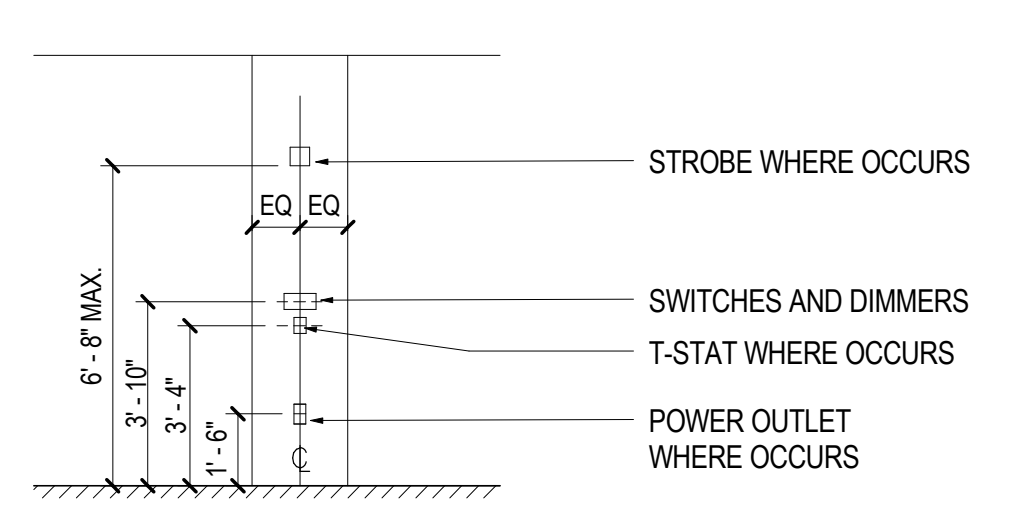 STROBE WHERE OCCURS
EQ EQ
6' - 8" MAX.
3' - 10"
3' - 4"
1' - 6"
SWITCHES AND DIMMERS
T-STAT WHERE OCCURS
POWER OUTLET
WHERE OCCURS
℄